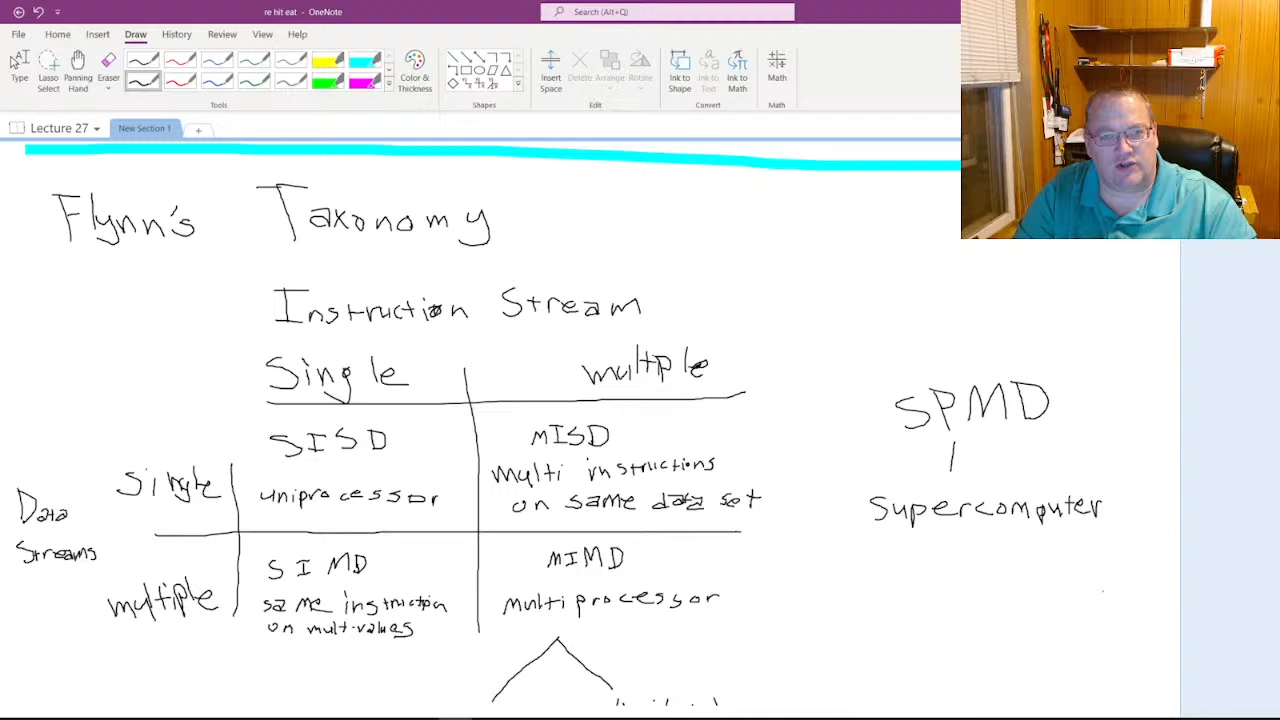 re hit eat - OneNote
Search (Alt+Q)
File Home Insert Draw History Review View Help
Type
Lasso Select
Panning Hand
Eraser
Color & Thickness
Insert Space
Delete
Arrange
Rotate
Ink to Shape
Ink to Text
Ink to Math
Math
Tools
Shapes
Edit
Convert
Math
Lecture 27
New Section 1
Flynn's Taxonomy
Instruction Stream
Single multiple
SISD
uniprocessor
MISD
multi instructions
on same data set
Data
Streams
single
multiple
SIMD
same instruction
on multi-values
MIMD
multiprocessor
SPMD
Supercomputer